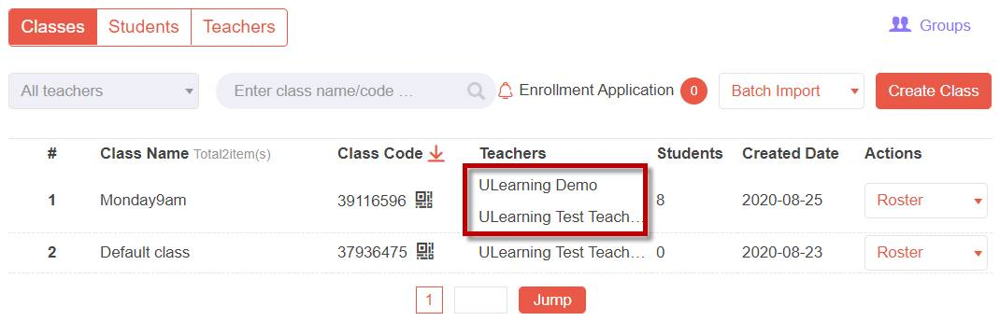 Classes Students Teachers Groups
All teachers Enter class name/code ... Enrollment Application 0 Batch Import Create Class
# Class Name Total2item(s) Class Code Teachers Students Created Date Actions
ULearning Demo
1 Monday9am 39116596 8 2020-08-25 Roster
ULearning Test Teach...
2 Default class 37936475 ULearning Test Teach... 0 2020-08-23 Roster
1 Jump